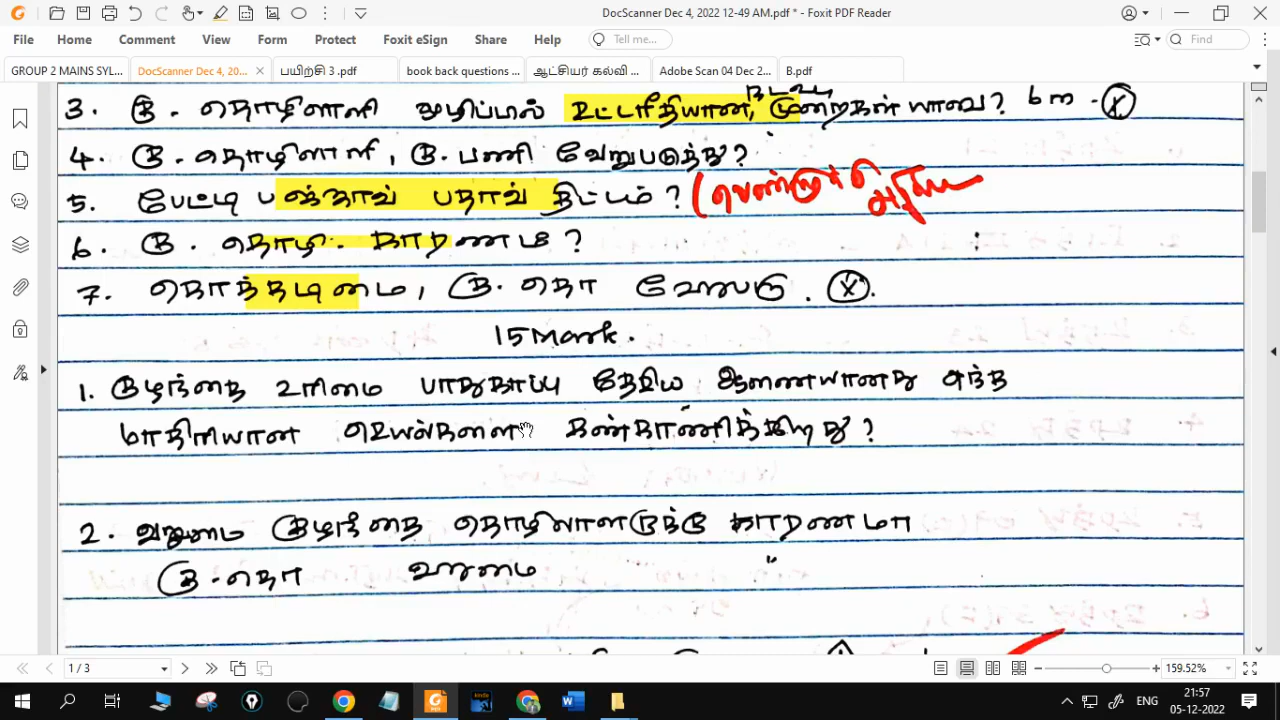 DocScanner Dec 4, 2022 12-49 AM.pdf * - Foxit PDF Reader
File Home Comment View Form Protect Foxit eSign Share Help Tell me... Find
GROUP 2 MAINS SYL... DocScanner Dec 4, 20... × பயிற்சி 3 .pdf book back questions ... ஆட்சியர் கல்வி ... Adobe Scan 04 Dec 2... B.pdf
3. கு. தொழிலாளி ஒழிப்பில் சட்டரீதியான, முறைகள் யாவை? 6 m - X
4. கு. தொழிலாளி, கு. பணி வேறுபடுத்து?
5. பேட்டி பஜ்தாவ் பதாவ் திட்டம்?
6. கு. தொழி. காரணம்?
7. கொத்தடிமை, கு. தொ வேறுபடு. X.
15 Mark.
1. குழந்தை உரிமை பாதுகாப்பு தேசிய ஆணையானது எந்த
மாதிரியான செயல்களை கண்காணிக்கிறது?
2. வறுமை குழந்தை தொழிலாளருக்கு காரணமா
கு. தொ வறுமை "
1 / 3 159.52%
ENG 21:57
05-12-2022